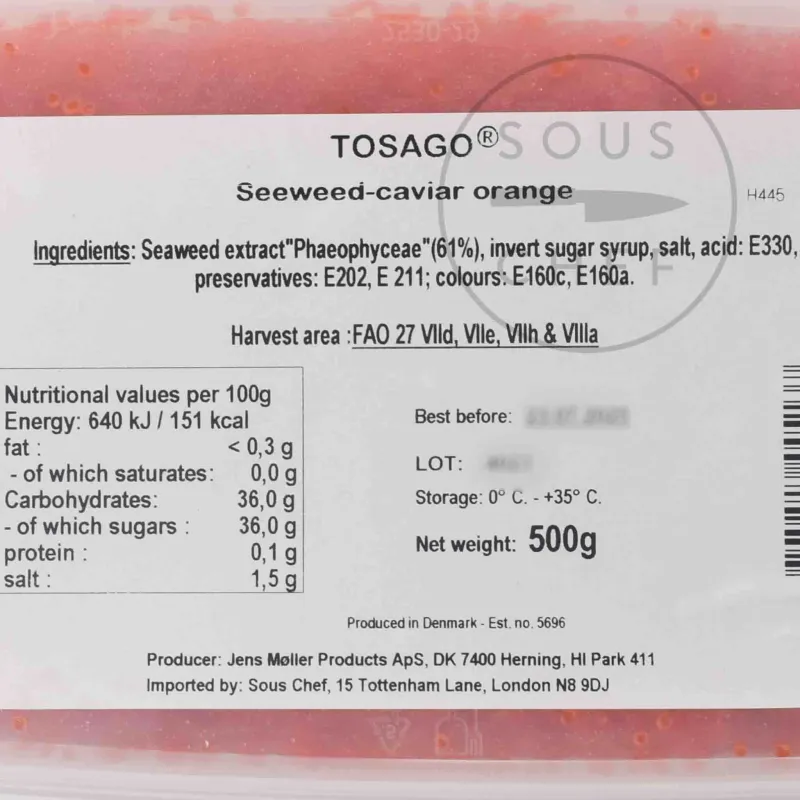 TOSAGO®
SOUS
CHEF
Seeweed-caviar orange
H445
Ingredients: Seaweed extract"Phaeophyceae"(61%), invert sugar syrup, salt, acid: E330,
preservatives: E202, E 211; colours: E160c, E160a.
Harvest area :FAO 27 VIId, VIIe, VIIh & VIIIa
Nutritional values per 100g
Energy: 640 kJ / 151 kcal
fat : < 0,3 g
- of which saturates: 0,0 g
Carbohydrates: 36,0 g
- of which sugars : 36,0 g
protein : 0,1 g
salt : 1,5 g
Best before:
LOT:
Storage: 0° C. - +35° C.
Net weight: 500g
Produced in Denmark - Est. no. 5696
Producer: Jens Møller Products ApS, DK 7400 Herning, HI Park 411
Imported by: Sous Chef, 15 Tottenham Lane, London N8 9DJ